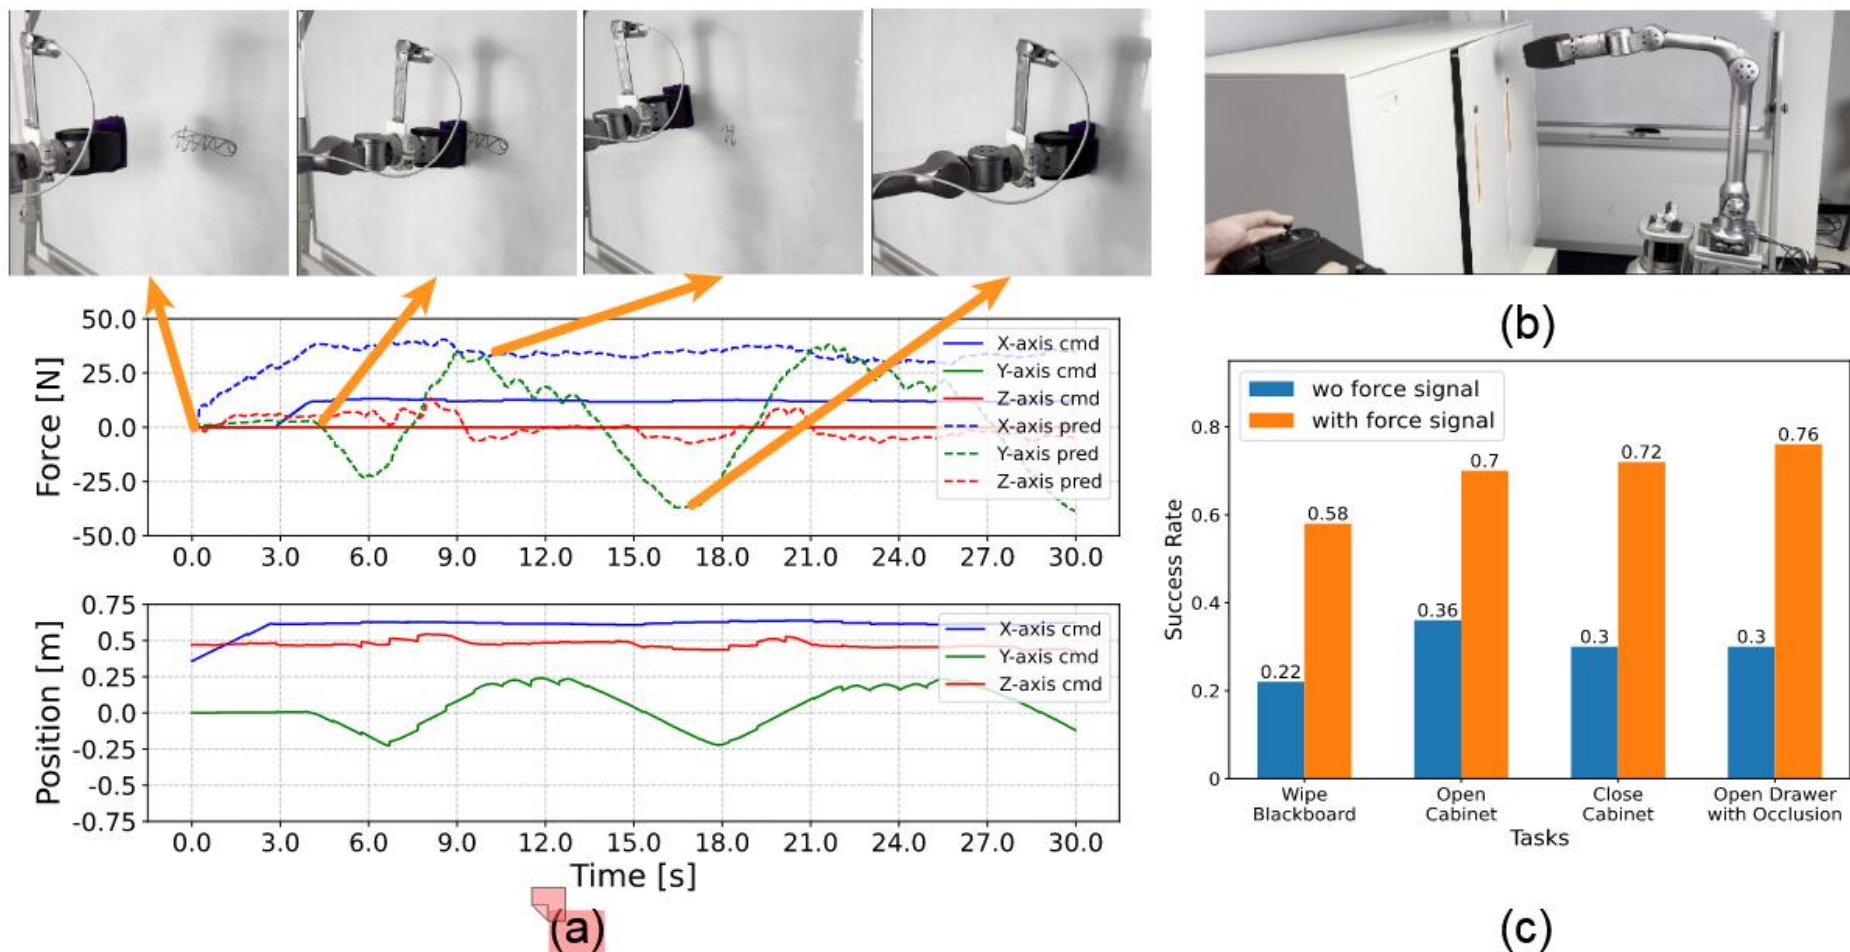 50.0
25.0
0.0
-25.0
-50.0
Force [N]
X-axis cmd
Y-axis cmd
Z-axis cmd
X-axis pred
Y-axis pred
Z-axis pred
0.0 3.0 6.0 9.0 12.0 15.0 18.0 21.0 24.0 27.0 30.0
0.75
0.5
0.25
0.0
-0.25
-0.5
-0.75
Position [m]
X-axis cmd
Y-axis cmd
Z-axis cmd
0.0 3.0 6.0 9.0 12.0 15.0 18.0 21.0 24.0 27.0 30.0
Time [s]
(a)
(b)
wo force signal
with force signal
0.8
0.6
0.4
0.2
0
Success Rate
0.22 0.58 0.36 0.7 0.3 0.72 0.3 0.76
Wipe Open Close Open Drawer
Blackboard Cabinet Cabinet with Occlusion
Tasks
(c)